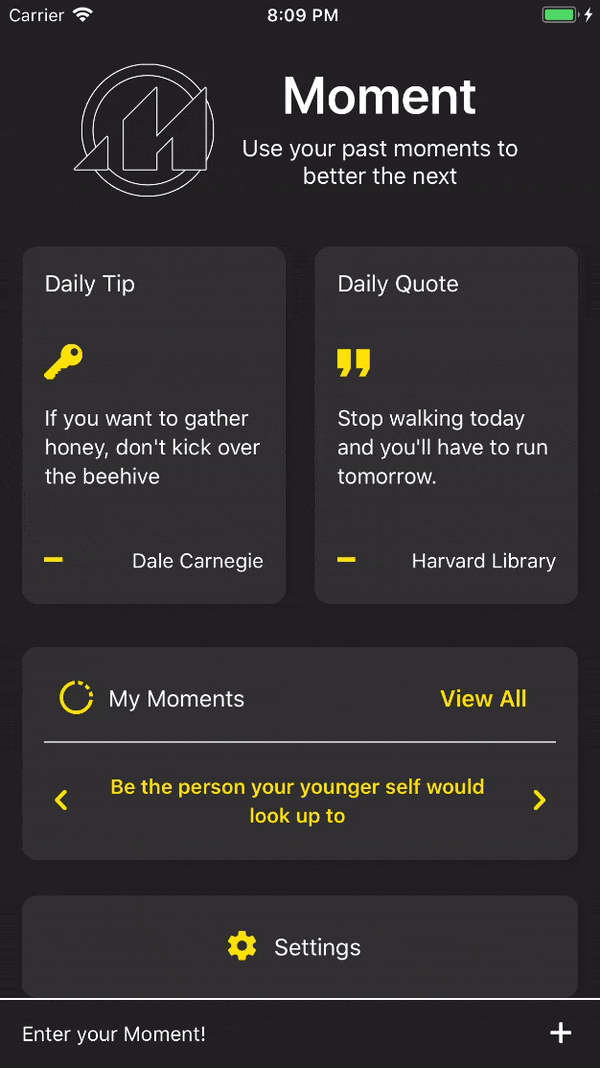 Carrier
8:09 PM
Moment
Use your past moments to
better the next
Daily Tip
If you want to gather
honey, don't kick over
the beehive
Dale Carnegie
Daily Quote
Stop walking today
and you'll have to run
tomorrow.
Harvard Library
My Moments
View All
Be the person your younger self would
look up to
Settings
Enter your Moment!